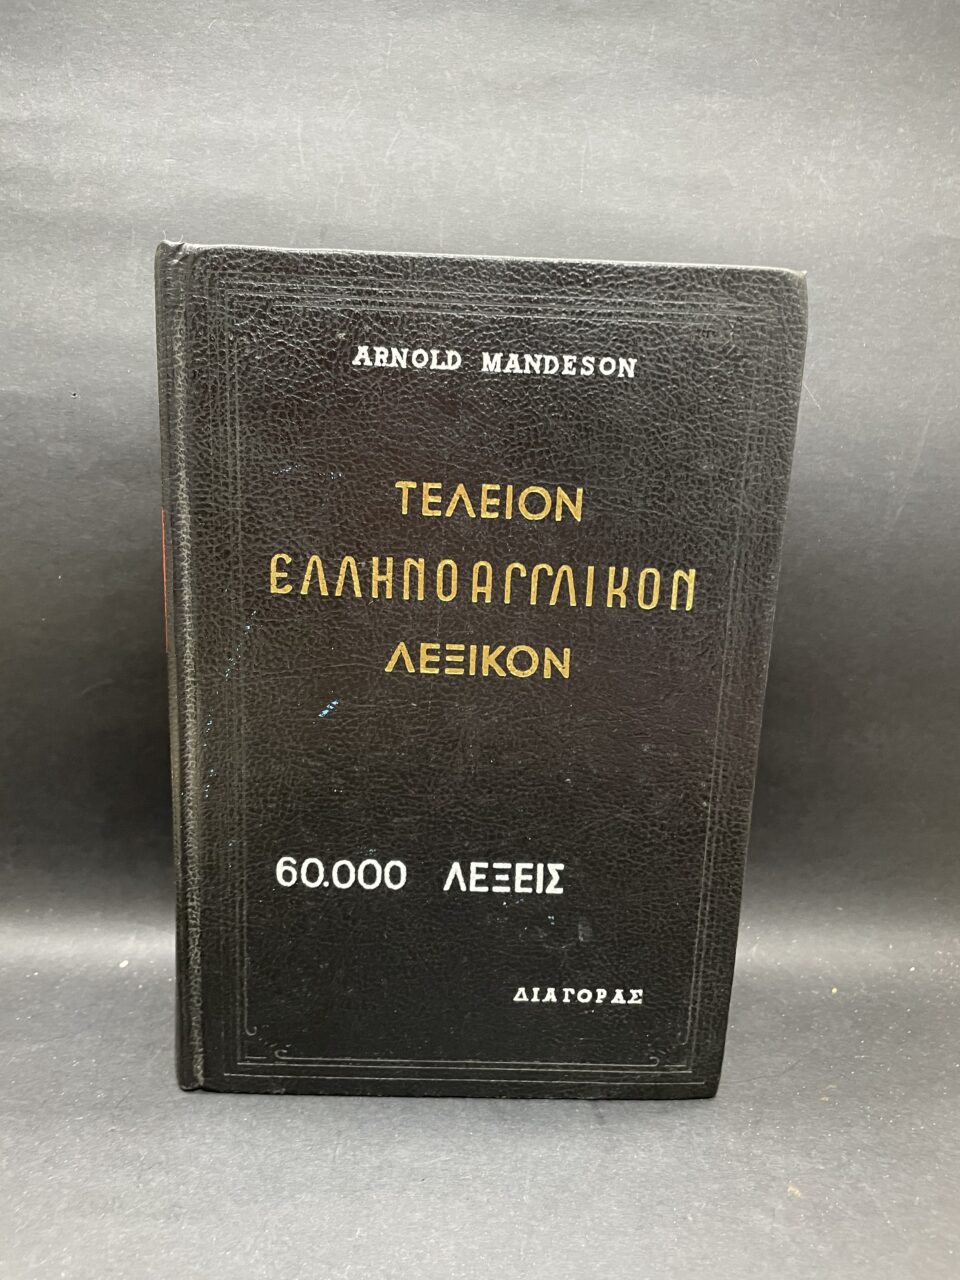 ARNOLD MANDESON
ΤΕΛΕΙΟΝ
ΕΛΛΗΝΟΑΓΓΛΙΚΟΝ
ΛΕΞΙΚΟΝ
60.000 ΛΕΞΕΙΣ
ΔΙΑΓΟΡΑΣ